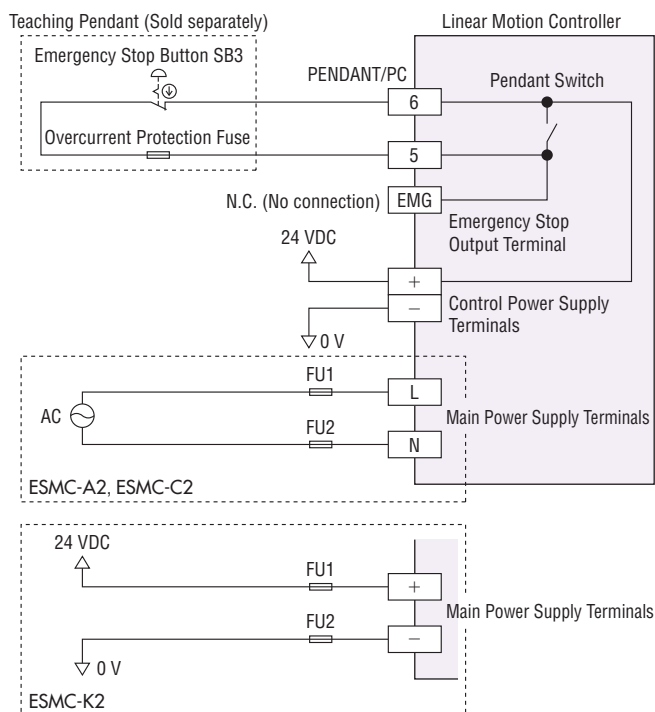 Teaching Pendant (Sold separately)
Linear Motion Controller
Emergency Stop Button SB3
PENDANT/PC
Pendant Switch
6
Overcurrent Protection Fuse
5
N.C. (No connection)
EMG
Emergency Stop
Output Terminal
24 VDC
+
−
Control Power Supply
Terminals
0 V
FU1
L
AC
Main Power Supply Terminals
FU2
N
ESMC-A2, ESMC-C2
24 VDC
FU1
+
Main Power Supply Terminals
FU2
−
0 V
ESMC-K2